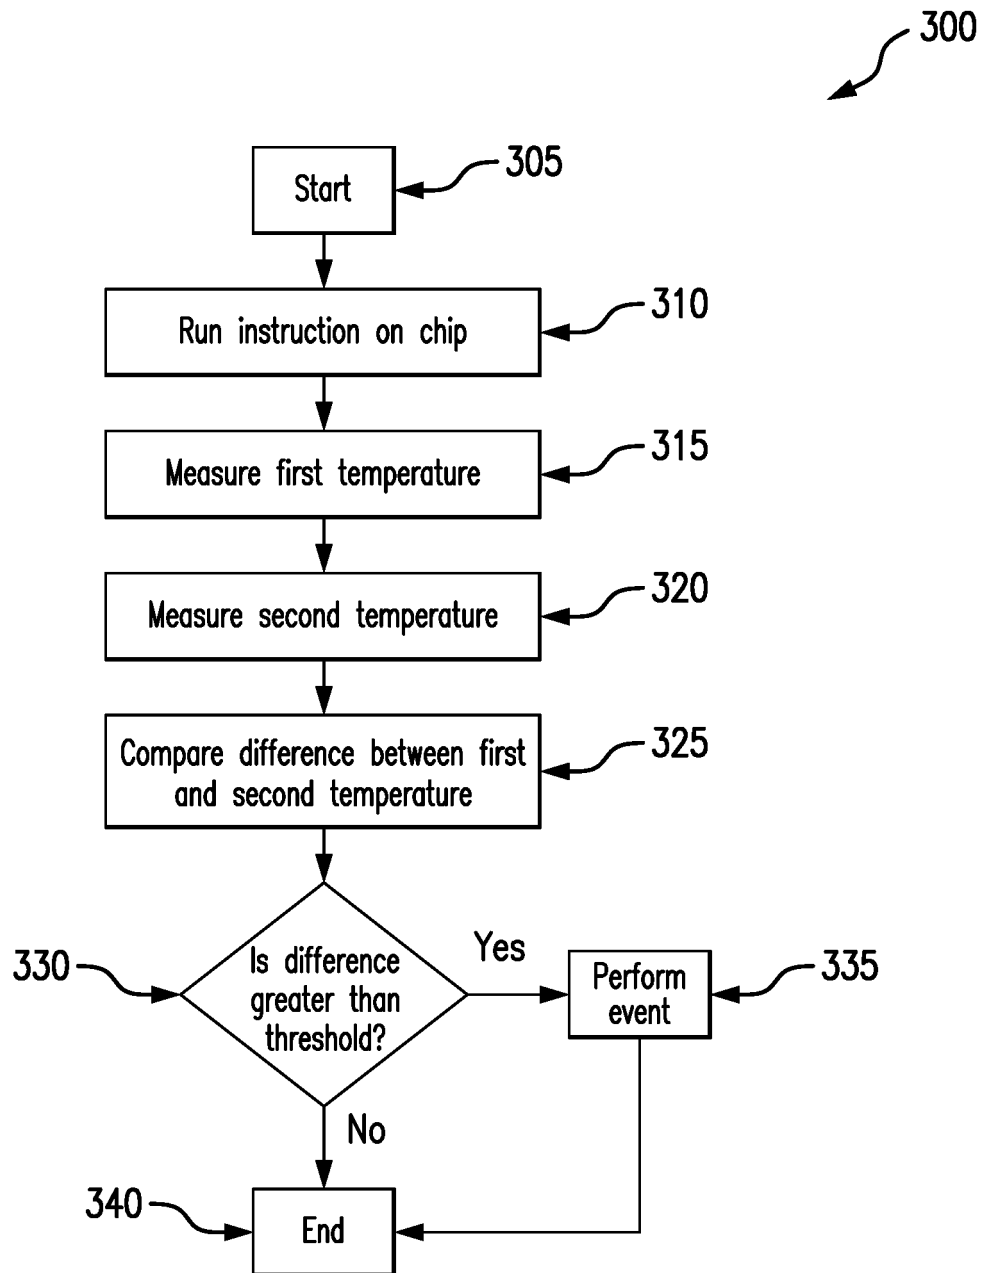 300
Start
305
Run instruction on chip
310
Measure first temperature
315
Measure second temperature
320
Compare difference between first
and second temperature
325
330
Is difference
greater than
threshold?
Yes
Perform
event
335
No
340
End